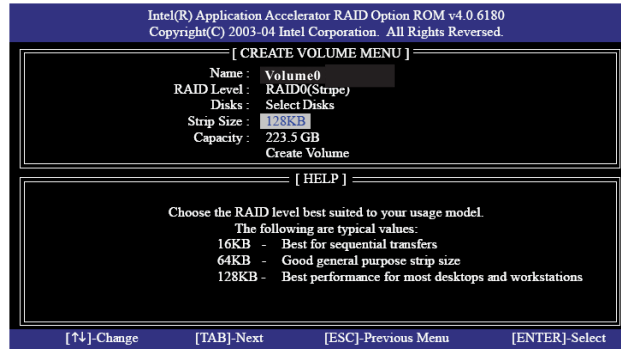 Intel(R) Application Accelerator RAID Option ROM v4.0.6180
Copyright(C) 2003-04 Intel Corporation. All Rights Reversed.
[ CREATE VOLUME MENU ]
Name : Volume0
RAID Level : RAID0(Stripe)
Disks : Select Disks
Strip Size : 128KB
Capacity : 223.5 GB
Create Volume
[ HELP ]
Choose the RAID level best suited to your usage model.
The following are typical values:
16KB - Best for sequential transfers
64KB - Good general purpose strip size
128KB - Best performance for most desktops and workstations
[↑↓]-Change [TAB]-Next [ESC]-Previous Menu [ENTER]-Select